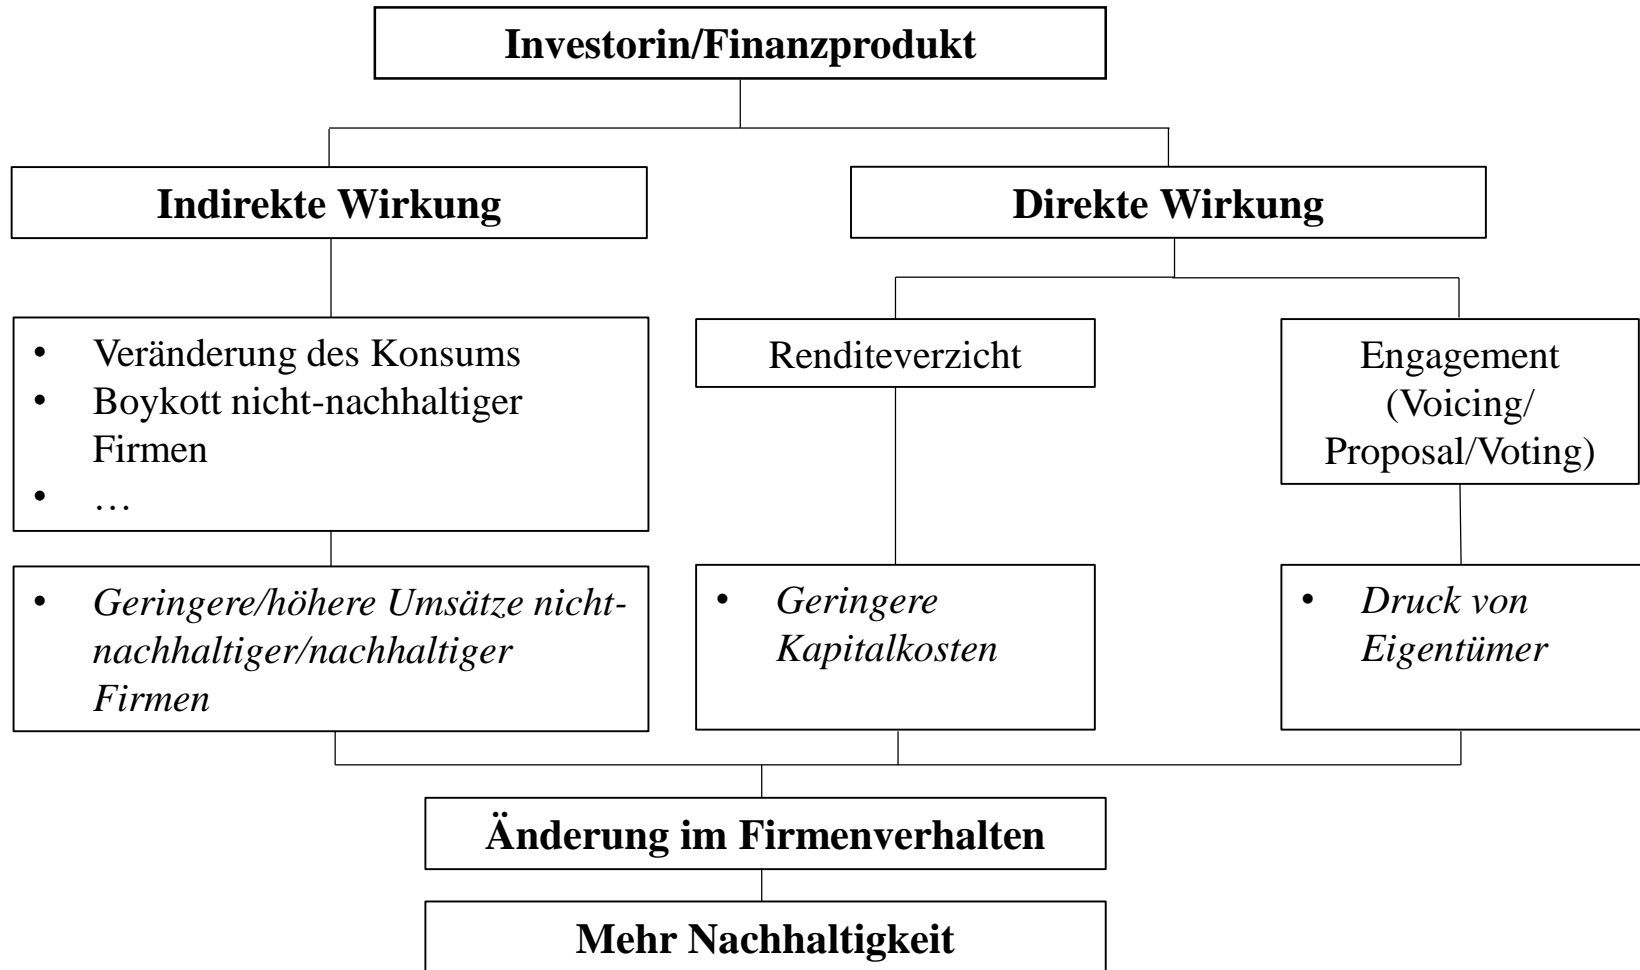 Investorin/Finanzprodukt
Indirekte Wirkung
Direkte Wirkung
• Veränderung des Konsums
• Boykott nicht-nachhaltiger
Firmen
• …
Renditeverzicht
Engagement
(Voicing/
Proposal/Voting)
• Geringere/höhere Umsätze nicht-
nachhaltiger/nachhaltiger
Firmen
• Geringere
Kapitalkosten
• Druck von
Eigentümer
Änderung im Firmenverhalten
Mehr Nachhaltigkeit